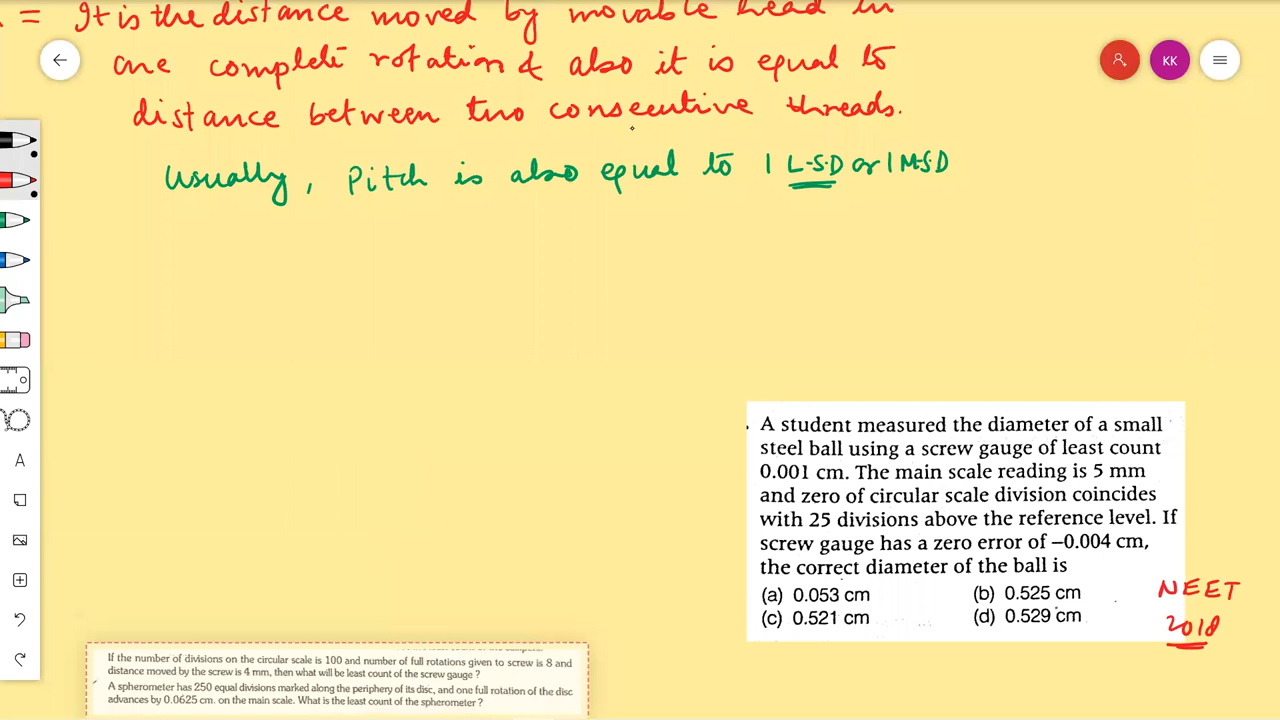 = It is the distance moved by movable head in
one complete rotation & also it is equal to
distance between two consecutive threads.
Usually, Pitch is also equal to 1 L.S.D or 1 M.S.D
KK
A
A student measured the diameter of a small
steel ball using a screw gauge of least count
0.001 cm. The main scale reading is 5 mm
and zero of circular scale division coincides
with 25 divisions above the reference level. If
screw gauge has a zero error of –0.004 cm,
the correct diameter of the ball is
(a) 0.053 cm (b) 0.525 cm
(c) 0.521 cm (d) 0.529 cm
NEET
2018
If the number of divisions on the circular scale is 100 and number of full rotations given to screw is 8 and
distance moved by the screw is 4 mm, then what will be least count of the screw gauge ?
A spherometer has 250 equal divisions marked along the periphery of its disc, and one full rotation of the disc
advances by 0.0625 cm. on the main scale. What is the least count of the spherometer ?